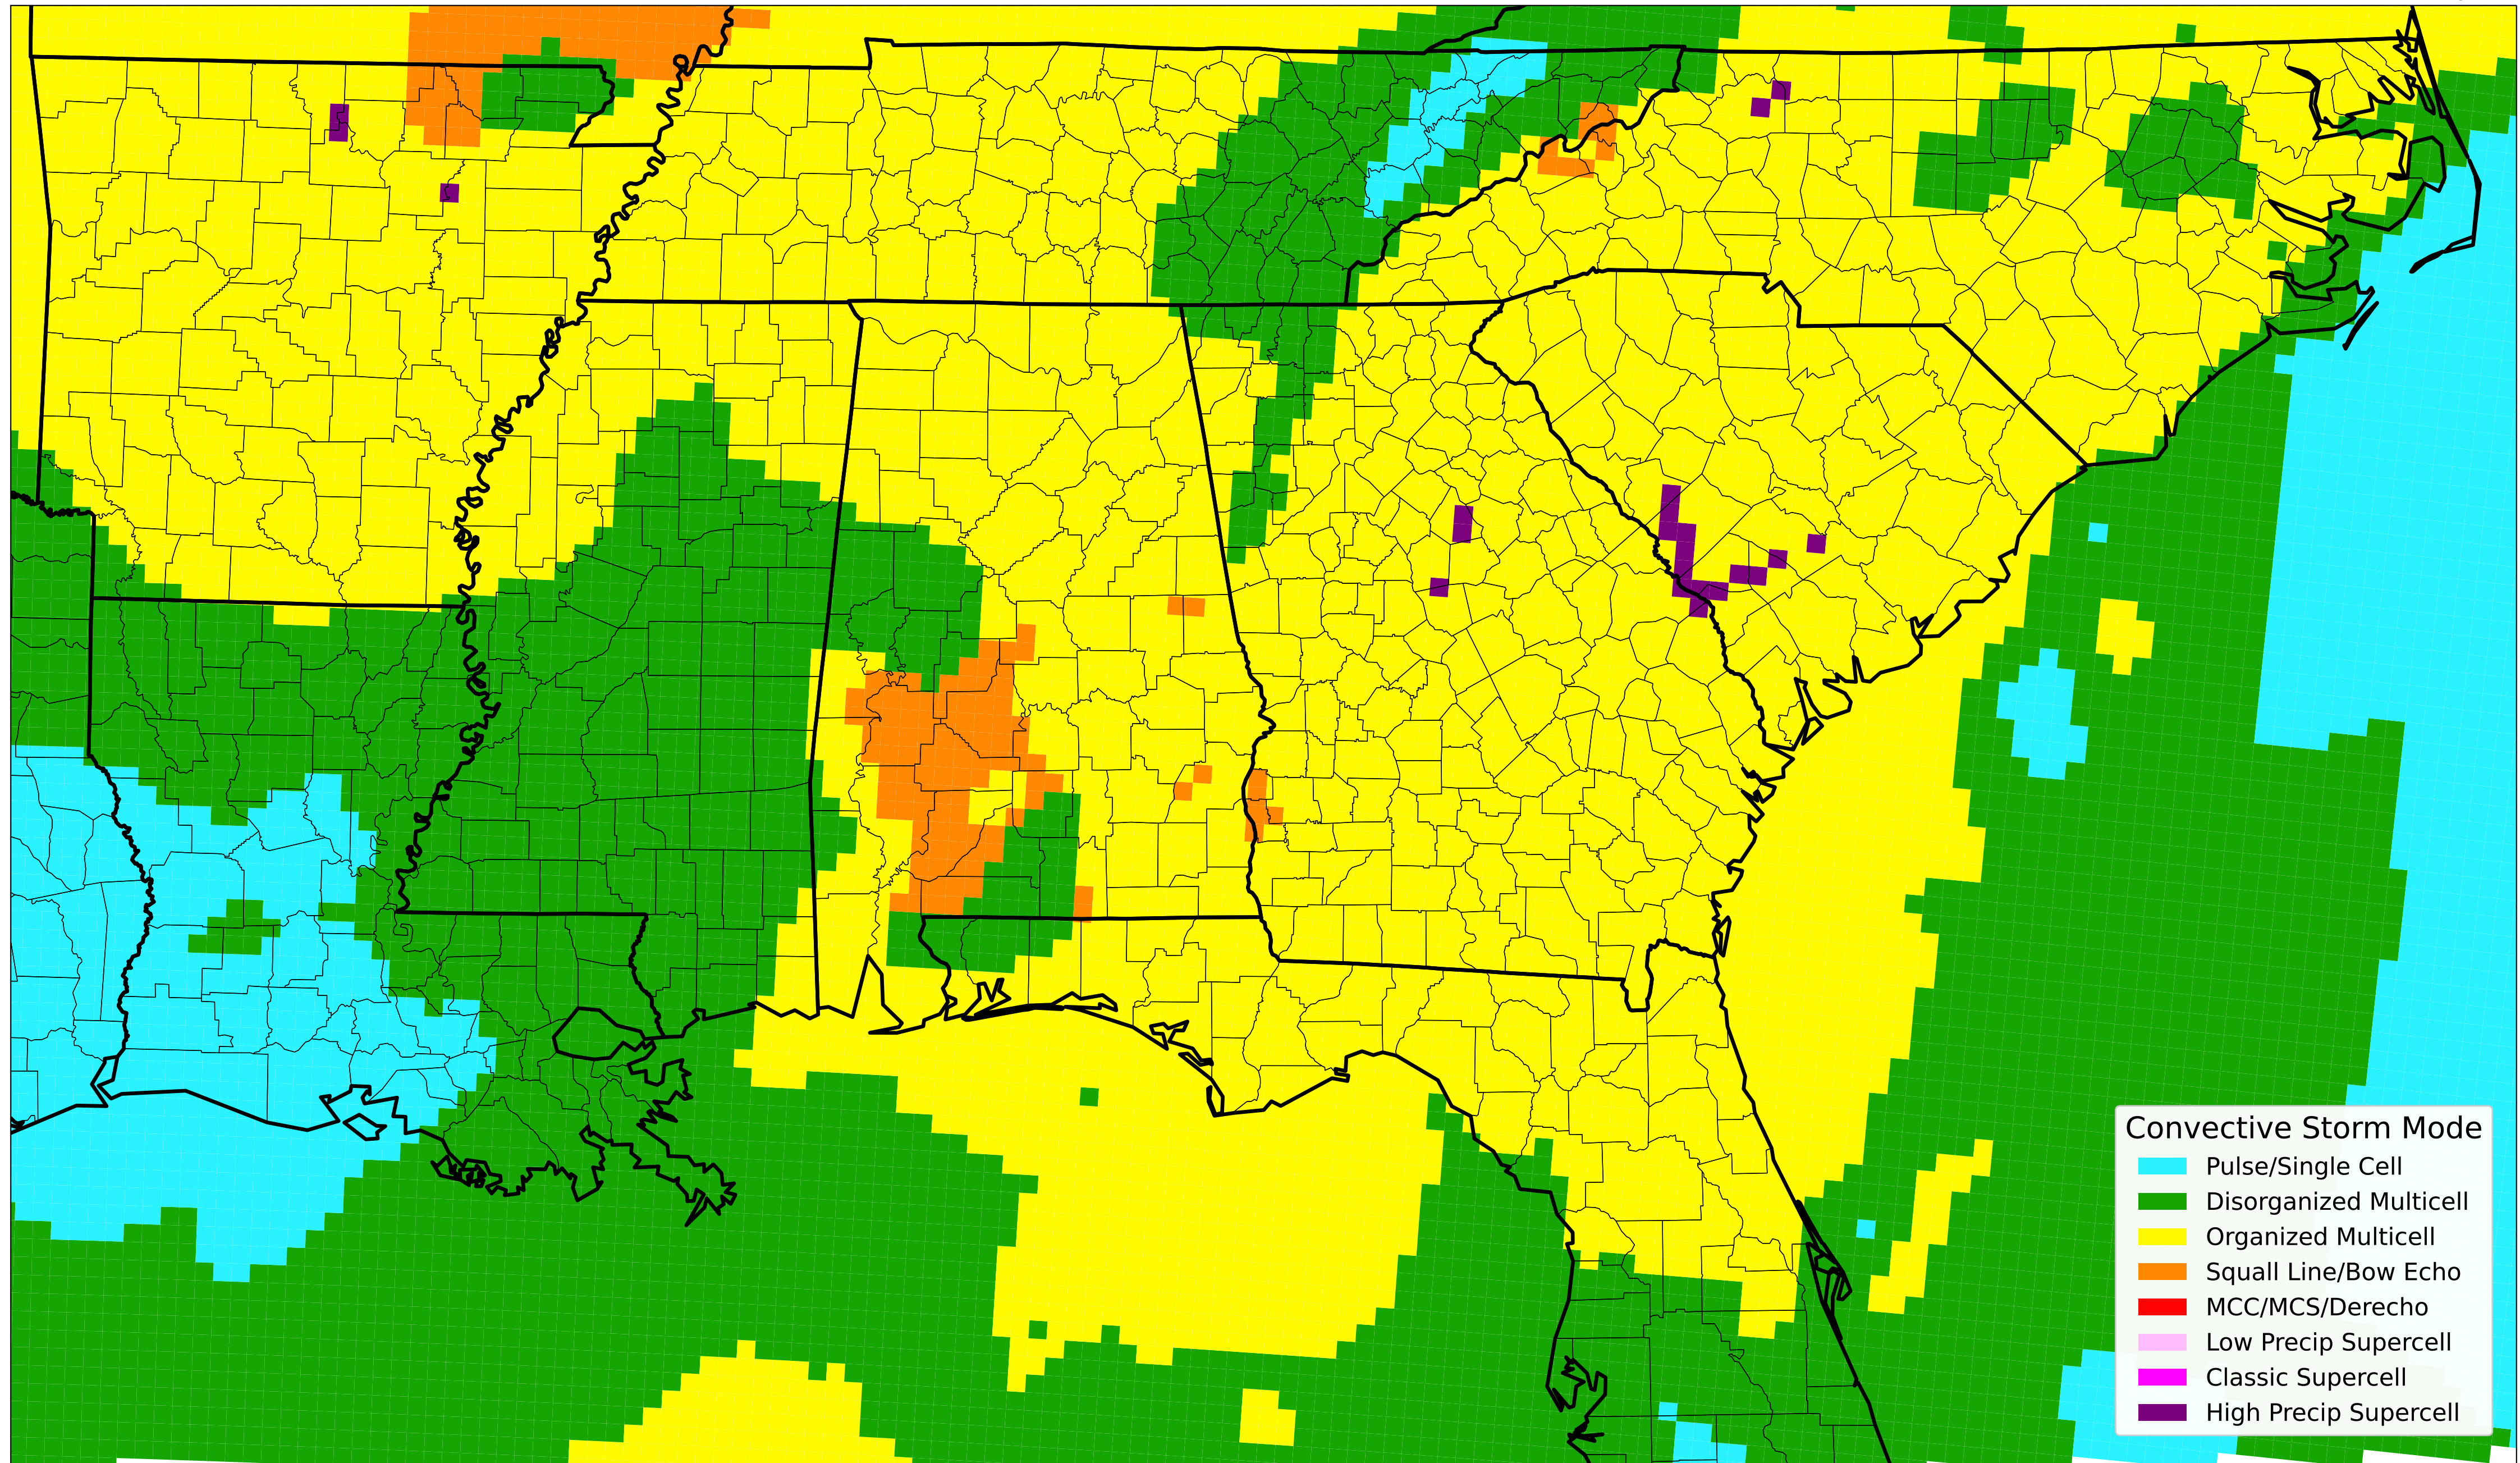 Convective Storm Mode
Pulse/Single Cell
Disorganized Multicell
Organized Multicell
Squall Line/Bow Echo
MCC/MCS/Derecho
Low Precip Supercell
Classic Supercell
High Precip Supercell